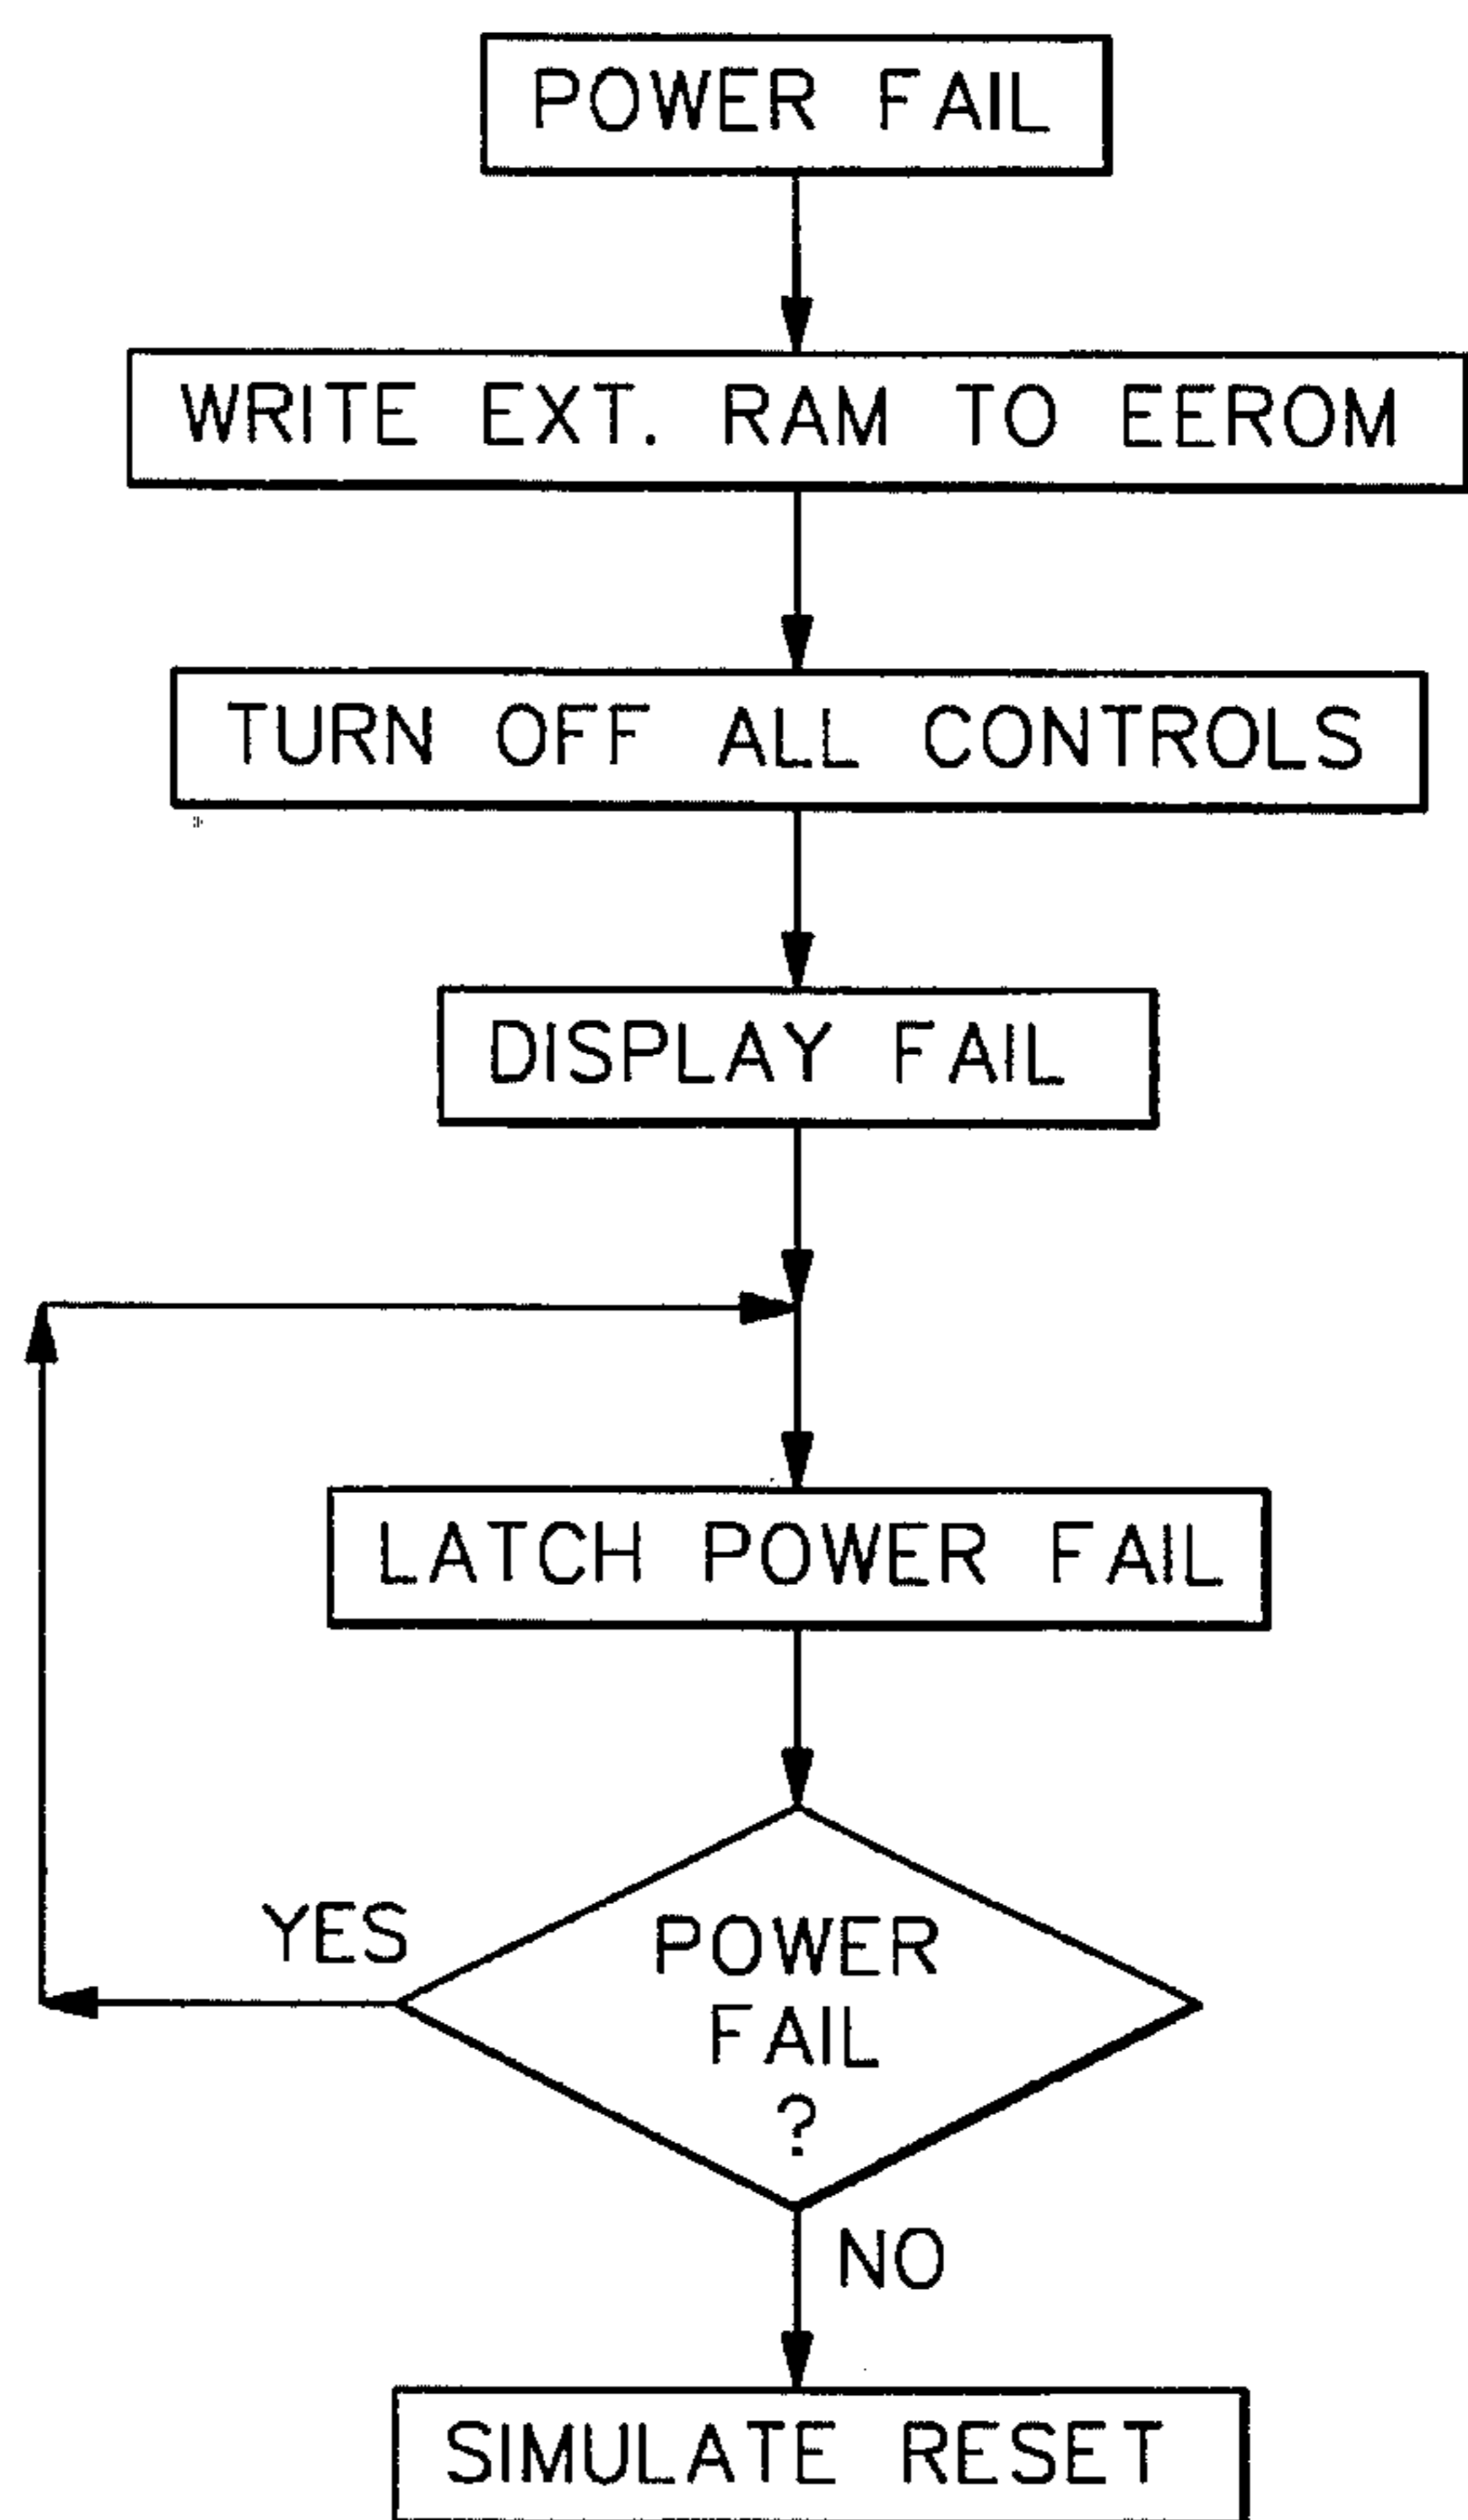 POWER FAIL
WRITE EXT. RAM TO EEROM
TURN OFF ALL CONTROLS
DISPLAY FAIL
LATCH POWER FAIL
YES
POWER
FAIL
?
NO
SIMULATE RESET